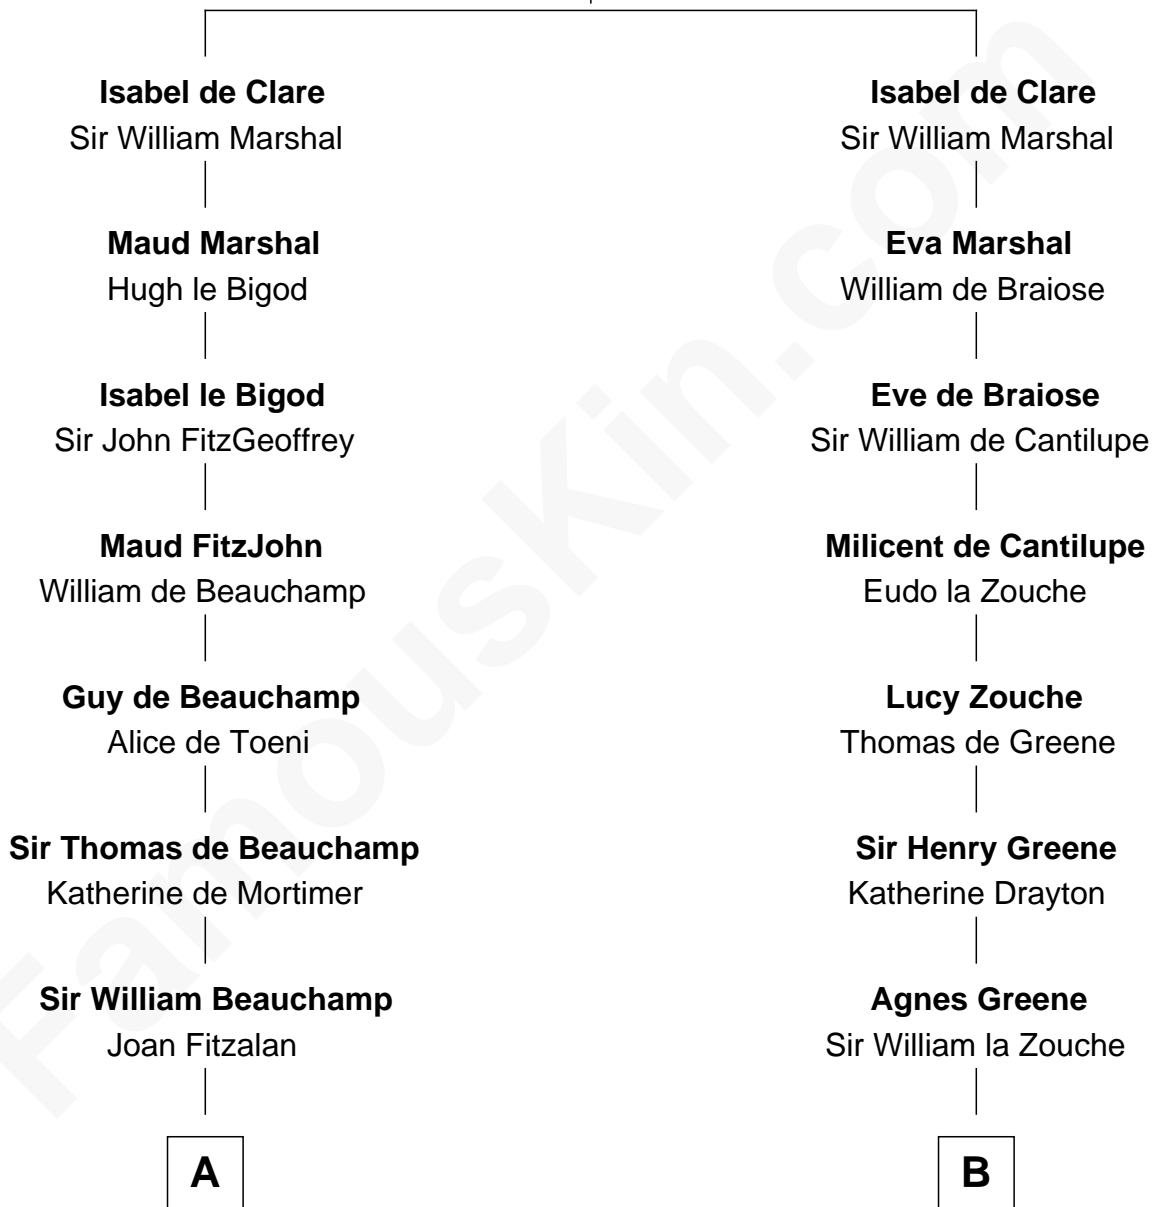 Isabel de Clare
Sir William Marshal
Maud Marshal
Hugh le Bigod
Isabel le Bigod
Sir John FitzGeoffrey
Maud FitzJohn
William de Beauchamp
Guy de Beauchamp
Alice de Toeni
Sir Thomas de Beauchamp
Katherine de Mortimer
Sir William Beauchamp
Joan Fitzalan
A
Isabel de Clare
Sir William Marshal
Eva Marshal
William de Braiose
Eve de Braiose
Sir William de Cantilupe
Milicent de Cantilupe
Eudo la Zouche
Lucy Zouche
Thomas de Greene
Sir Henry Greene
Katherine Drayton
Agnes Greene
Sir William la Zouche
B
FamousKin.com